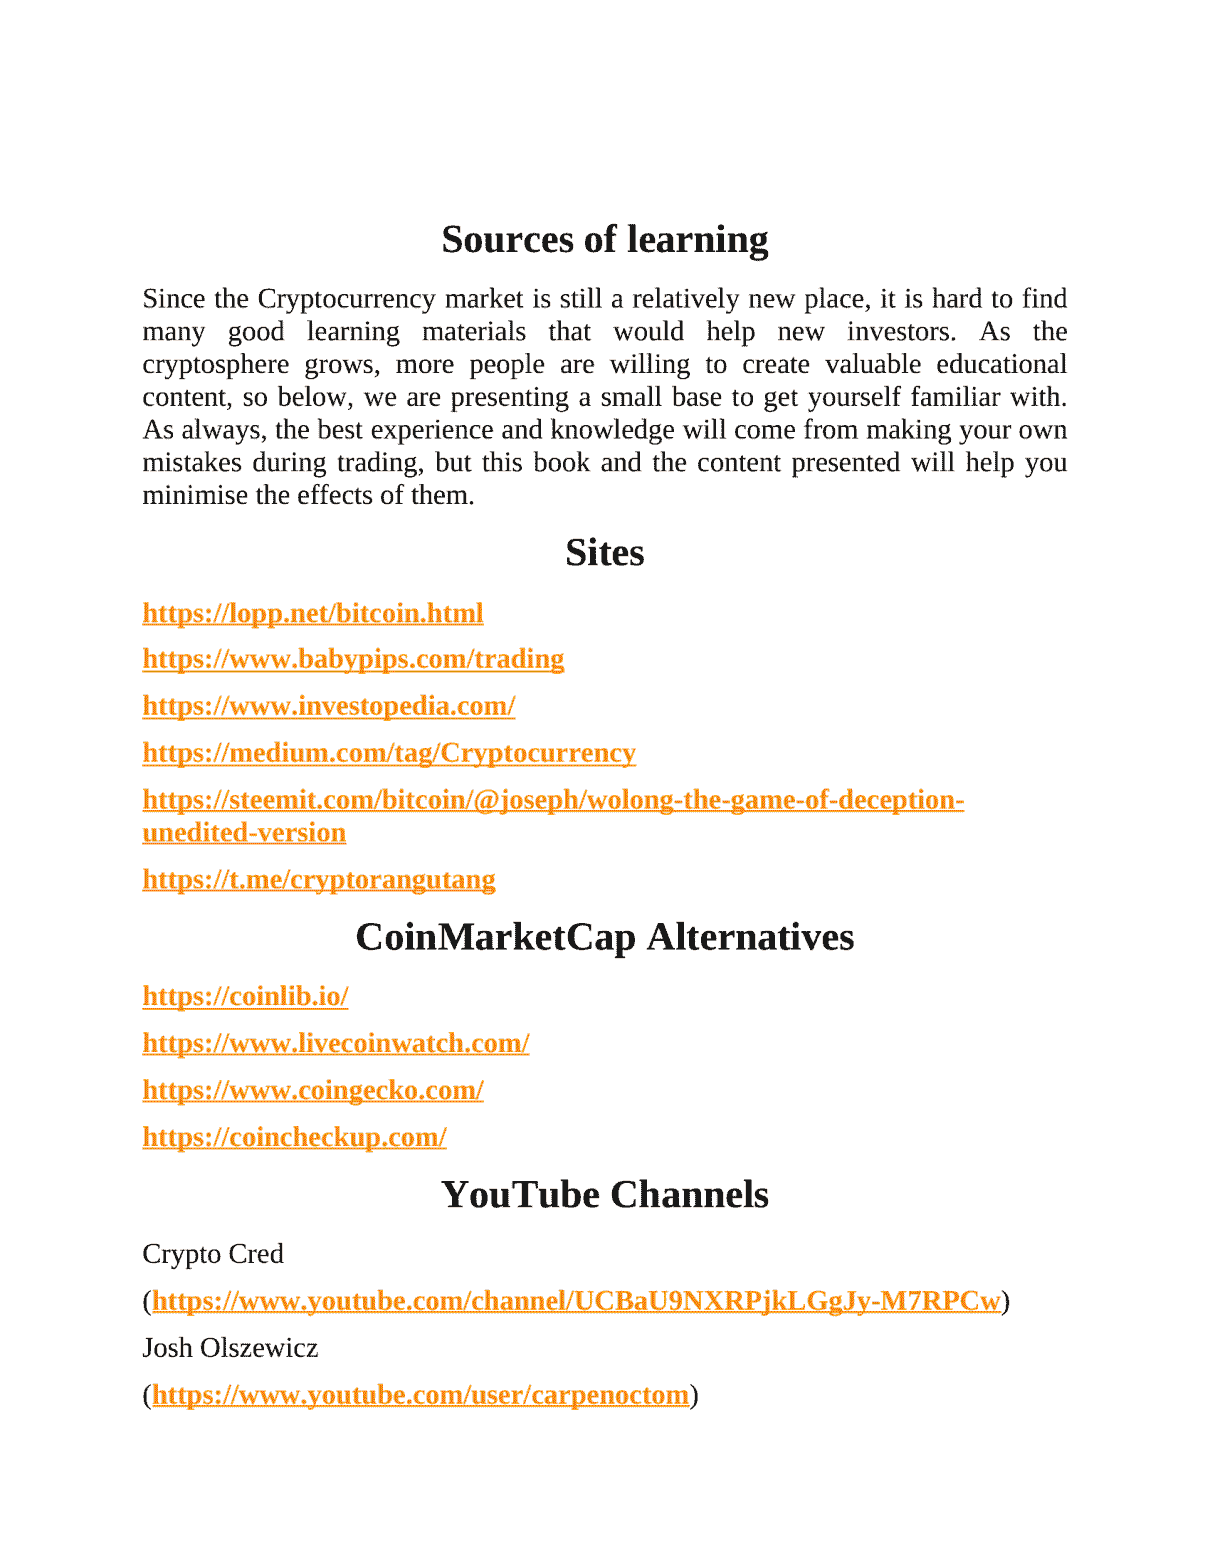 Sources of learning
Since the Cryptocurrency market is still a relatively new place, it is hard to find
many good learning materials that would help new investors. As the
cryptosphere grows, more people are willing to create valuable educational
content, so below, we are presenting a small base to get yourself familiar with.
As always, the best experience and knowledge will come from making your own
mistakes during trading, but this book and the content presented will help you
minimise the effects of them.
Sites
https://lopp.net/bitcoin.html
https://www.babypips.com/trading
https://www.investopedia.com/
https://medium.com/tag/Cryptocurrency
https://steemit.com/bitcoin/@joseph/wolong-the-game-of-deception-
unedited-version
https://t.me/cryptorangutang
CoinMarketCap Alternatives
https://coinlib.io/
https://www.livecoinwatch.com/
https://www.coingecko.com/
https://coincheckup.com/
YouTube Channels
Crypto Cred
(https://www.youtube.com/channel/UCBaU9NXRPjkLGgJy-M7RPCw)
Josh Olszewicz
(https://www.youtube.com/user/carpenoctom)